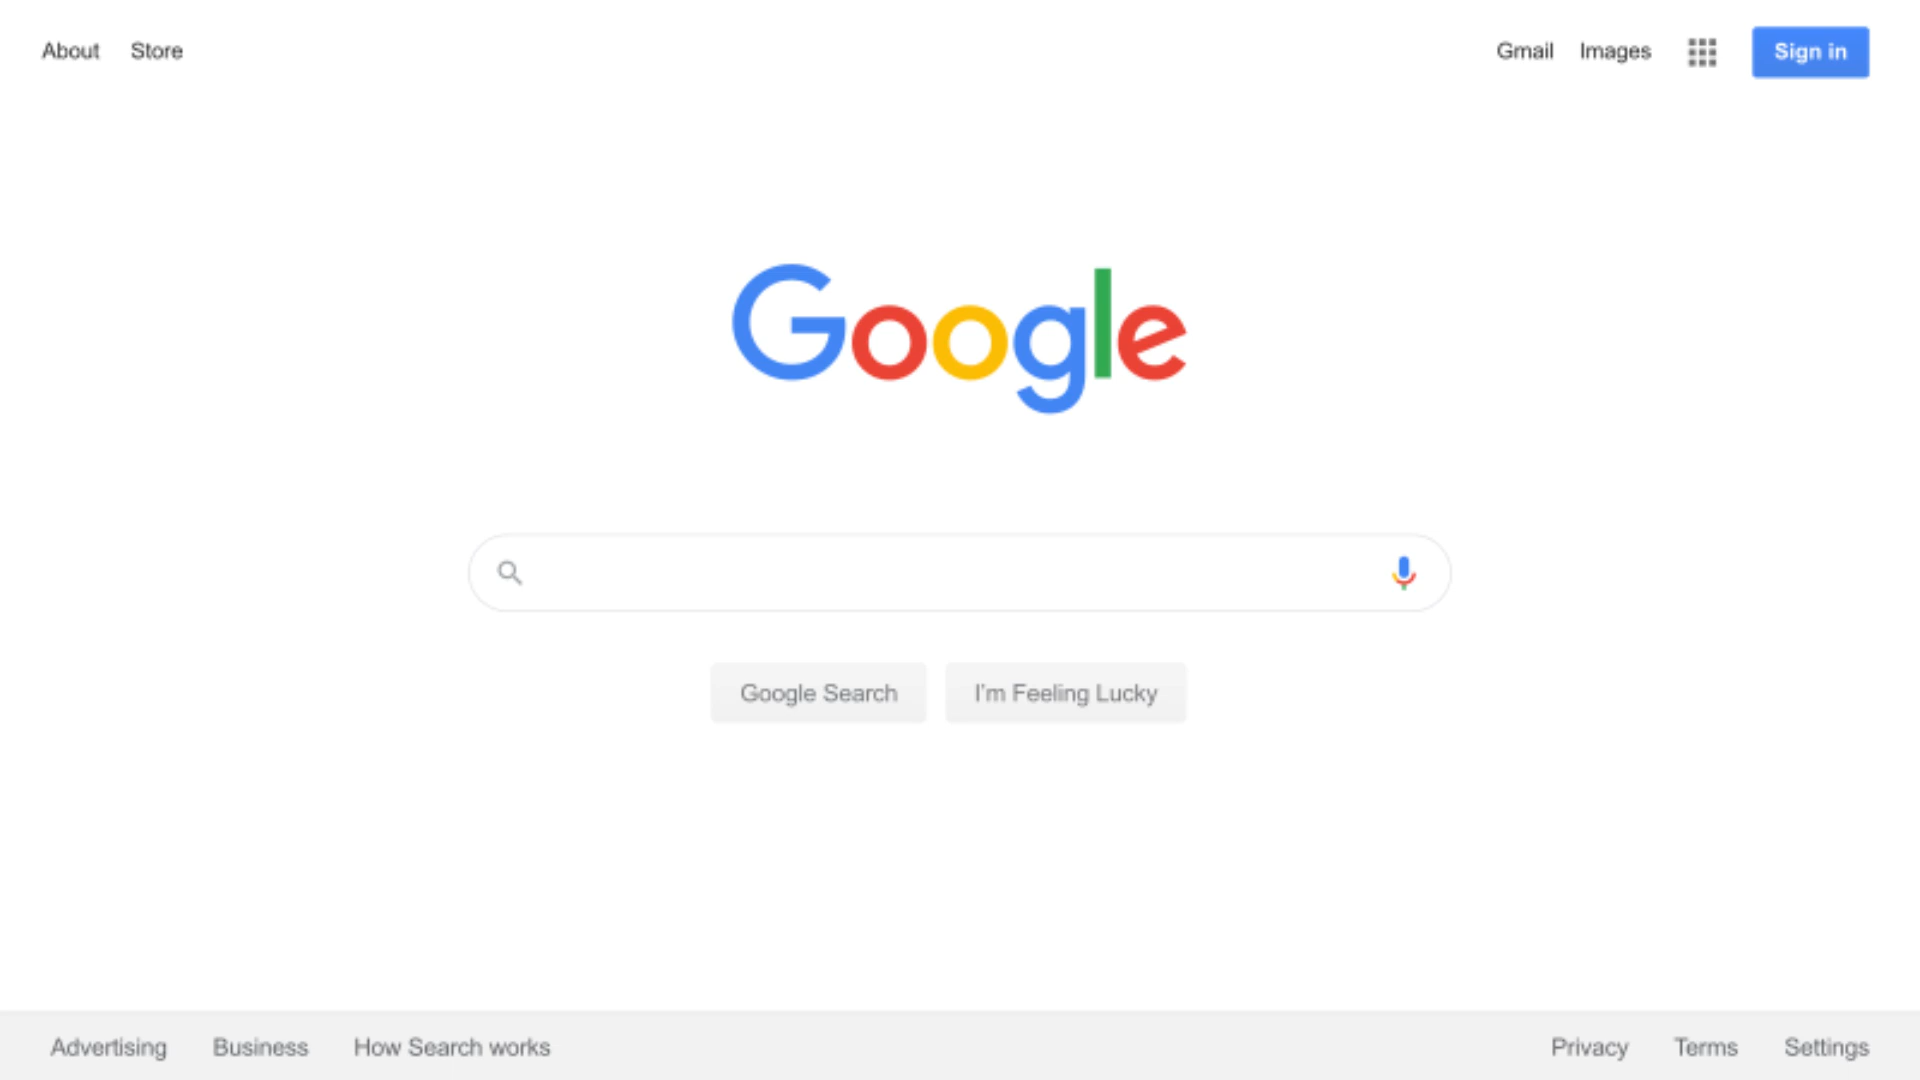 About Store Gmail Images Sign in
Google
Google Search I'm Feeling Lucky
Advertising Business How Search works Privacy Terms Settings